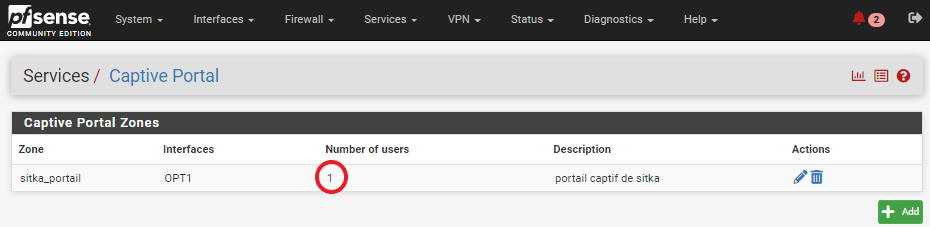 pfsense
COMMUNITY EDITION
System Interfaces Firewall Services VPN Status Diagnostics Help 2
Services / Captive Portal
Captive Portal Zones
Zone Interfaces Number of users Description Actions
sitka_portail OPT1 1 portail captif de sitka
Add